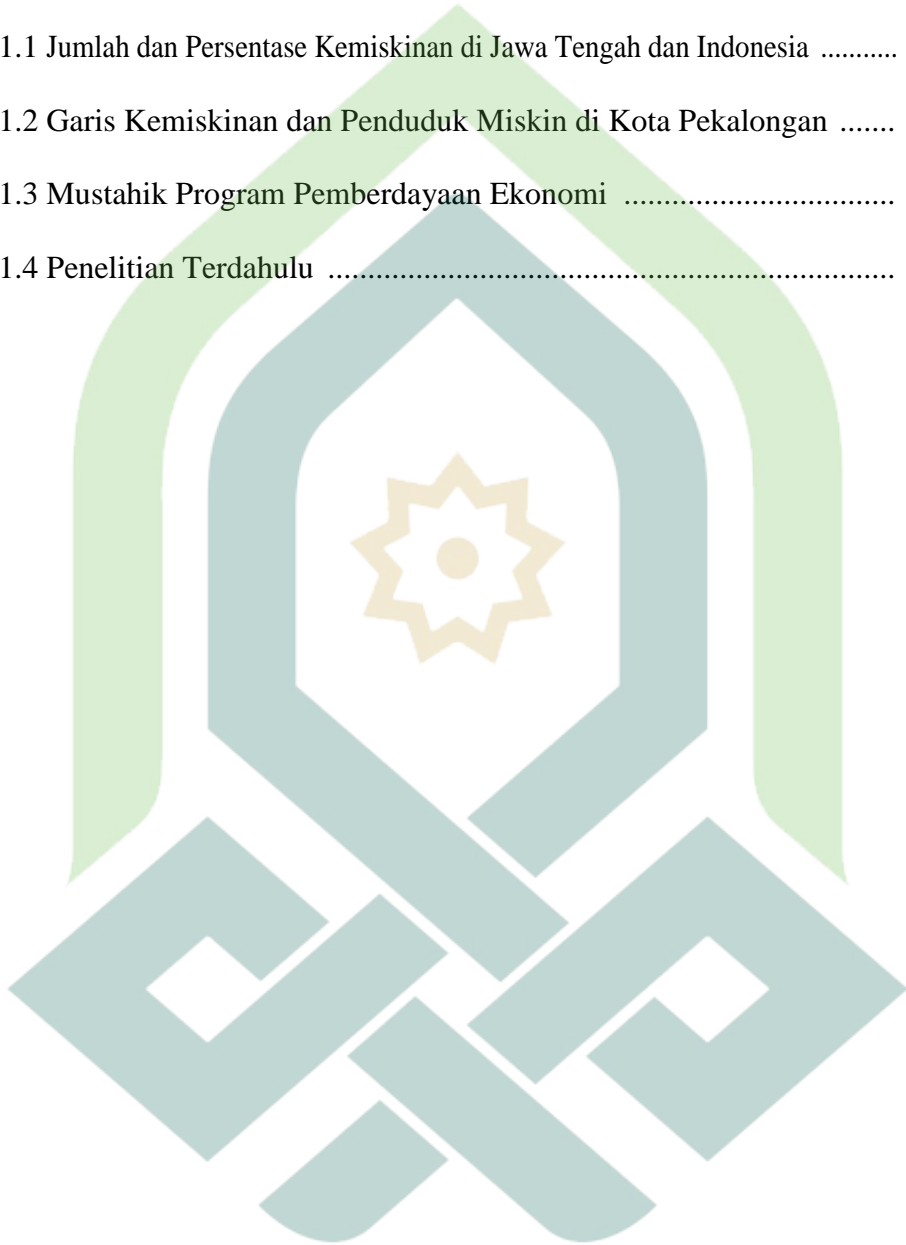 1.1 Jumlah dan Persentase Kemiskinan di Jawa Tengah dan Indonesia ...........
1.2 Garis Kemiskinan dan Penduduk Miskin di Kota Pekalongan .......
1.3 Mustahik Program Pemberdayaan Ekonomi ..................................
1.4 Penelitian Terdahulu .......................................................................